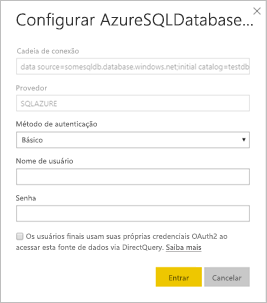 Configurar AzureSQLDatabase...
Cadeia de conexão
data source=somesqldb.database.windows.net;initial catalog=testdb
Provedor
SQLAZURE
Método de autenticação
Básico
Nome de usuário
Senha
Os usuários finais usam suas próprias credenciais OAuth2 ao
acessar esta fonte de dados via DirectQuery. Saiba mais
Entrar
Cancelar